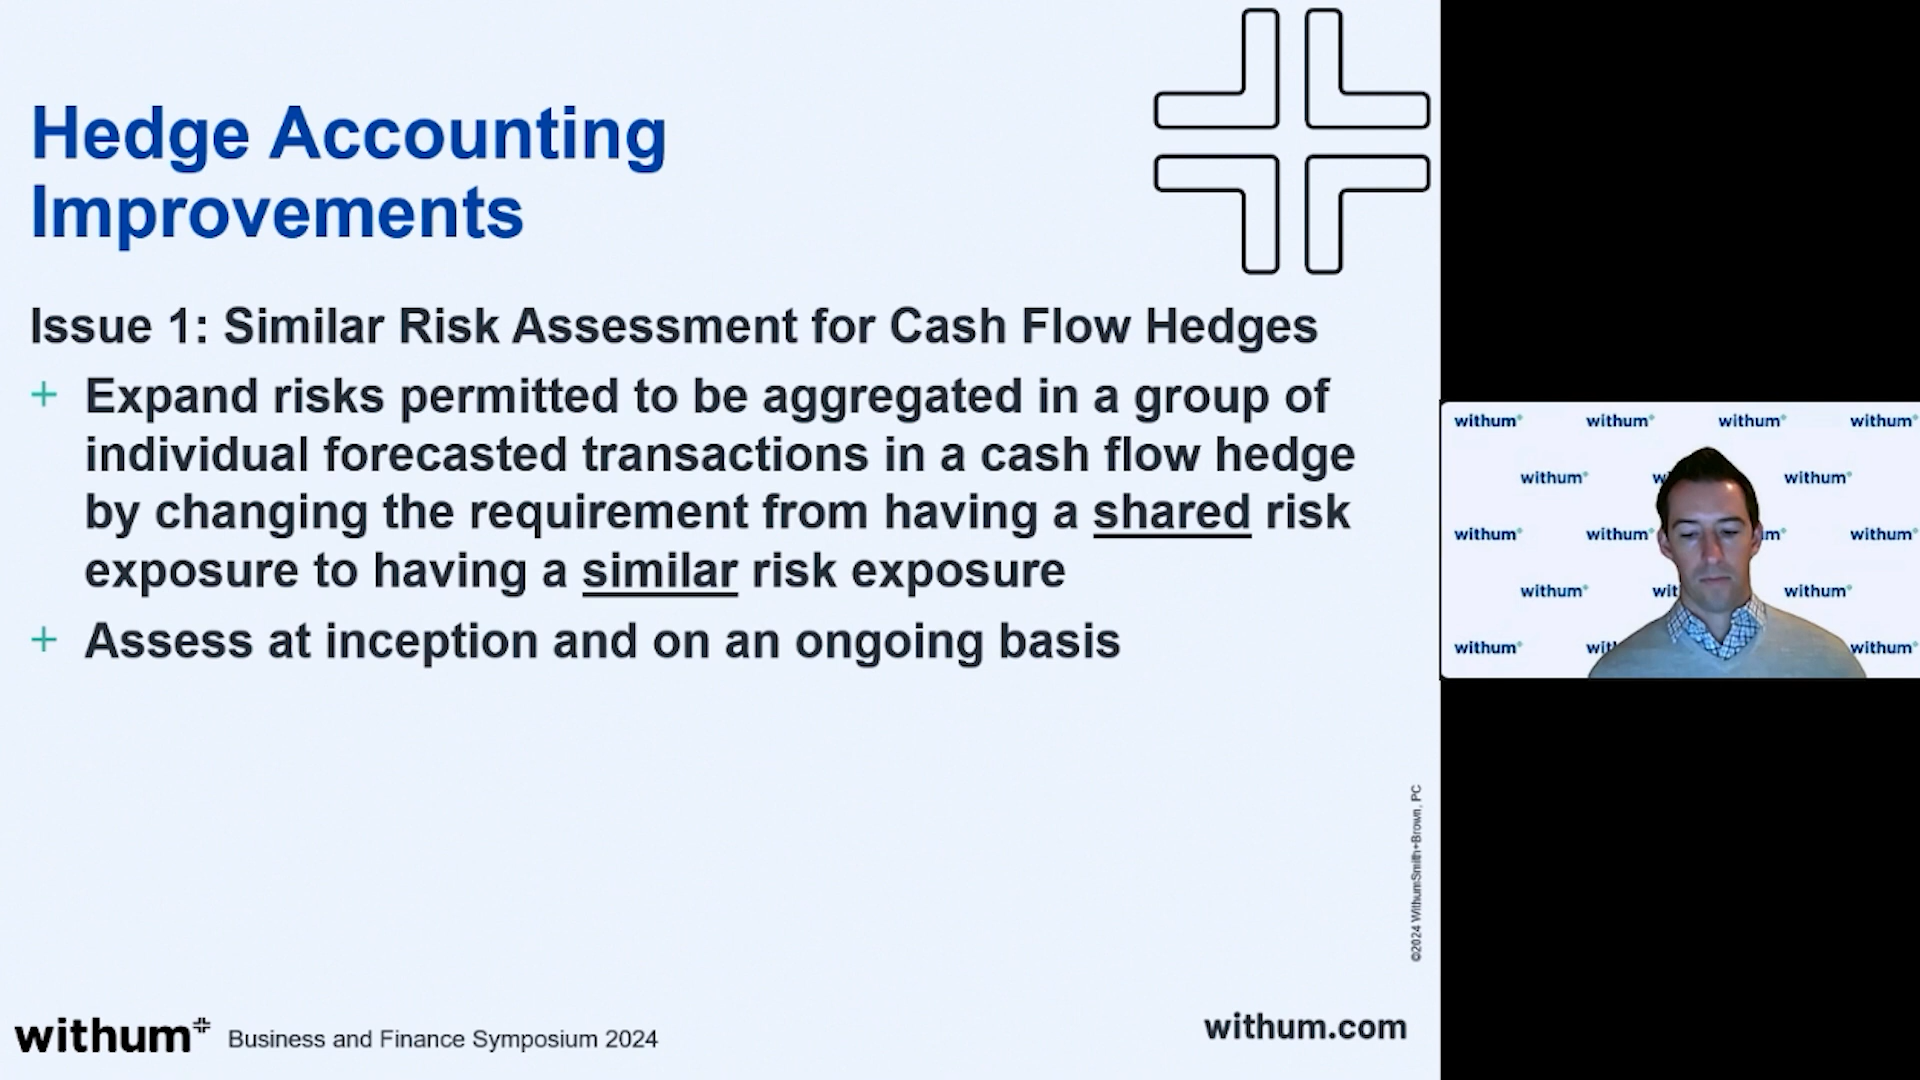 Hedge Accounting
Improvements
Issue 1: Similar Risk Assessment for Cash Flow Hedges
+ Expand risks permitted to be aggregated in a group of
individual forecasted transactions in a cash flow hedge
by changing the requirement from having a shared risk
exposure to having a similar risk exposure
+ Assess at inception and on an ongoing basis
©2024 WithumSmith+Brown, PC
withum
Business and Finance Symposium 2024
withum.com
withum+ withum+ withum+ withum+
withum+ w withum+
withum+ withum+ m+ withum+
withum+ wit withum+
withum+ wit withum+